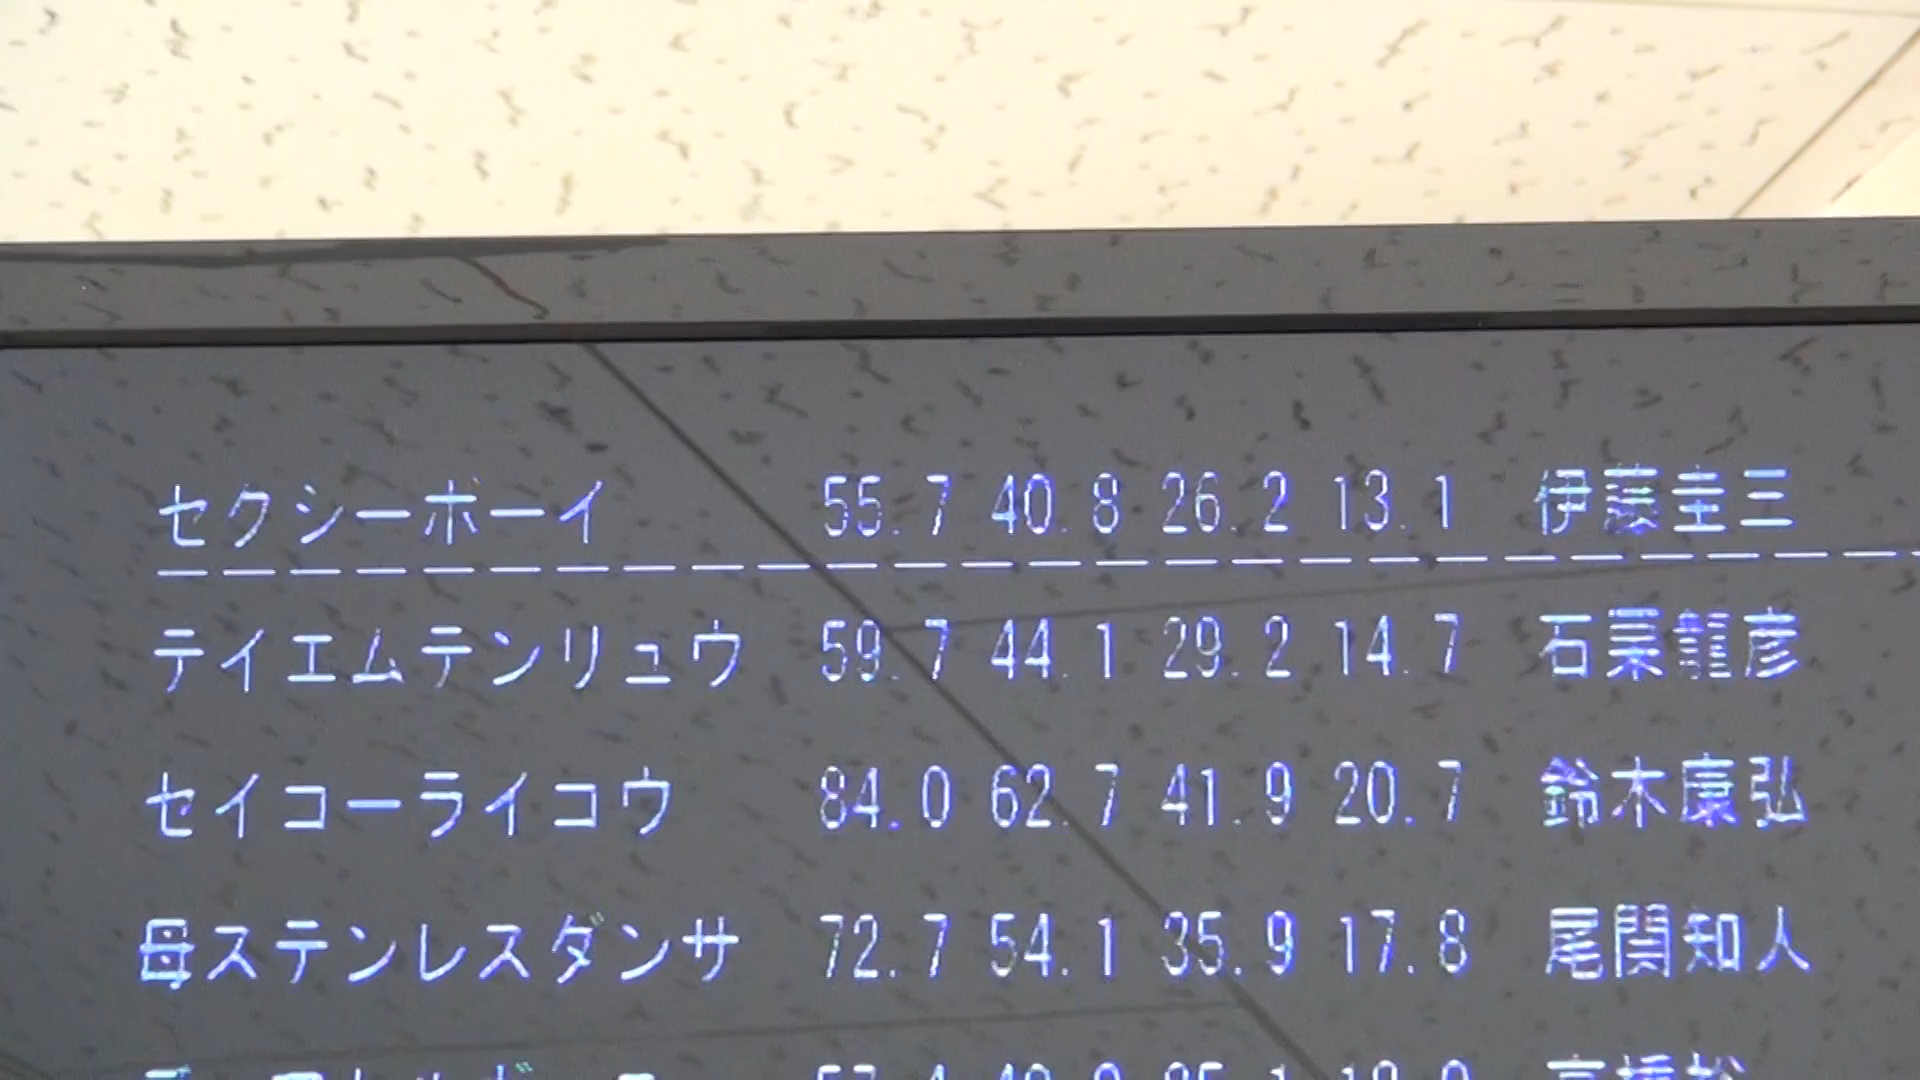 セクシーボーイ 55.7 40.8 26.2 13.1 伊藤圭三
テイエムテンリュウ 59.7 44.1 29.2 14.7 石栗龍彦
セイコーライコウ 84.0 62.7 41.9 20.7 鈴木康弘
母ステンレスダンサ 72.7 54.1 35.9 17.8 尾関知人